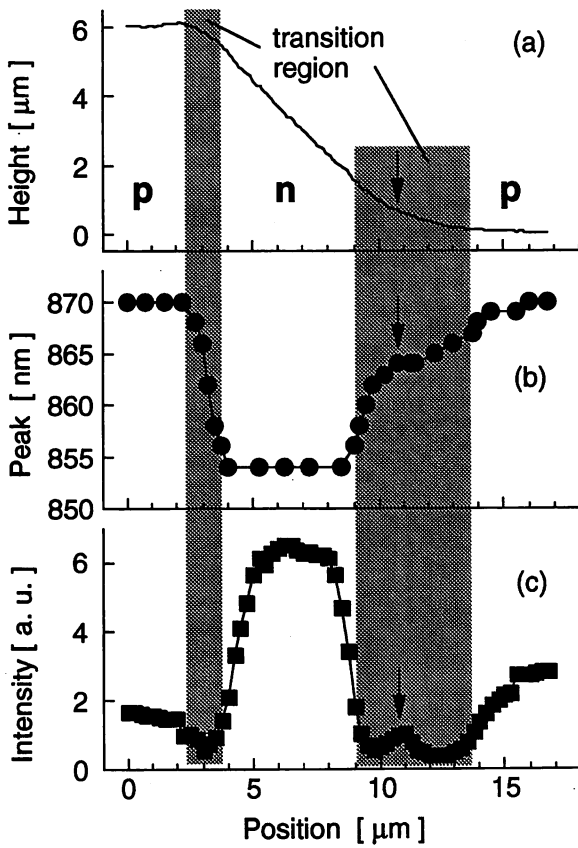 6
4
2
0
Height [ µm]
transition
region
(a)
p
n
p
870
865
860
854
850
Peak [ nm]
(b)
6
4
2
0
Intensity [ a. u. ]
(c)
0
5
10
15
Position [ µm]